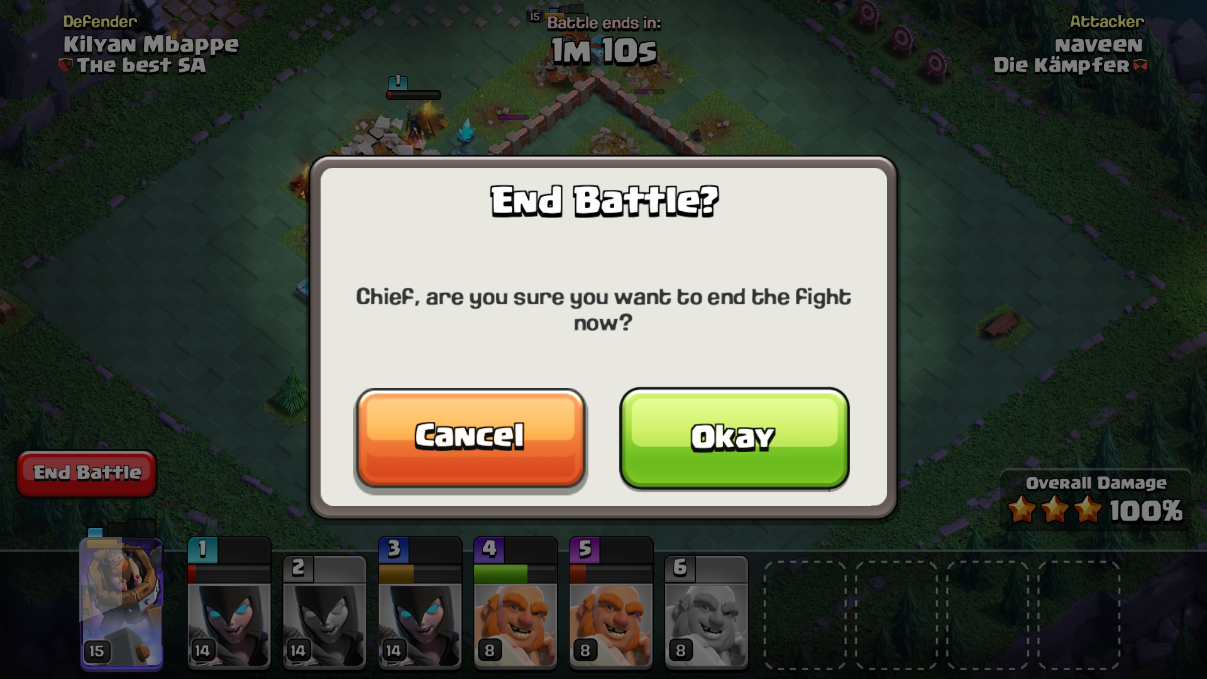 Defender
Kilyan Mbappe
The best SA
15
Battle ends in:
1m 10s
Attacker
naveen
Die Kämpfer
1
End Battle?
Chief, are you sure you want to end the fight
now?
Cancel
Okay
End Battle
Overall Damage
100%
1
2
3
4
5
6
15
14
14
14
8
8
8